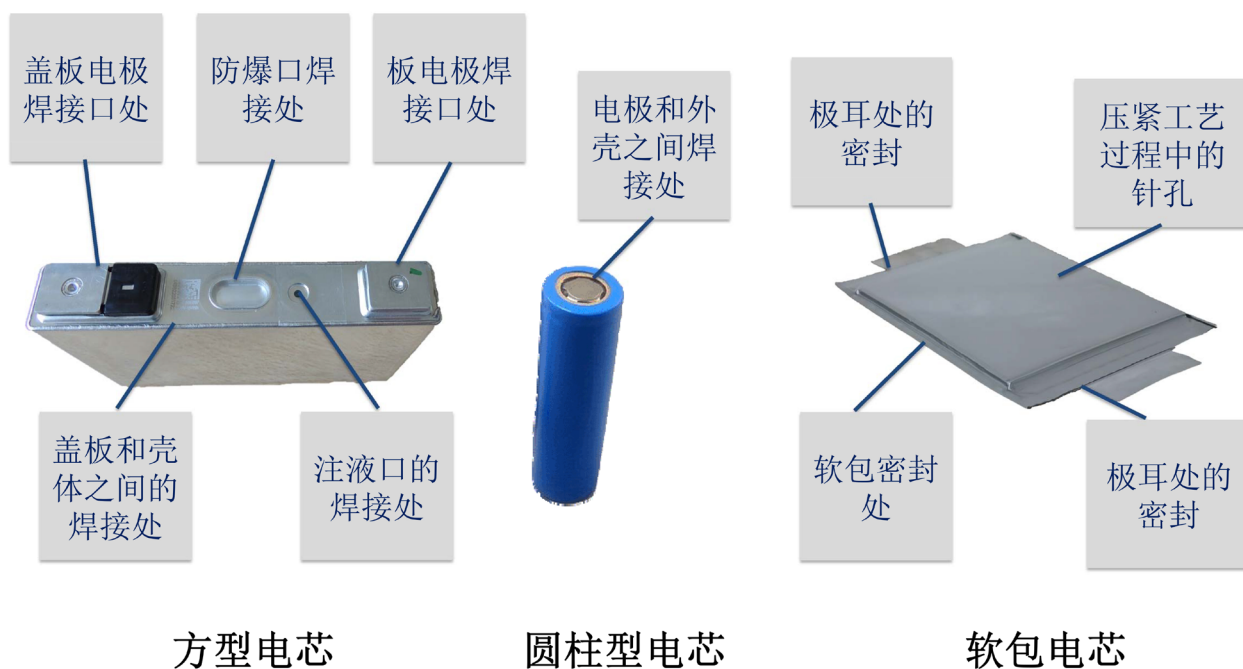 盖板电极
焊接口处
防爆口焊
接处
板电极焊
接口处
电极和外
壳之间焊
接处
极耳处的
密封
压紧工艺
过程中的
针孔
盖板和壳
体之间的
焊接处
注液口的
焊接处
软包密封
处
极耳处的
密封
方型电芯
圆柱型电芯
软包电芯